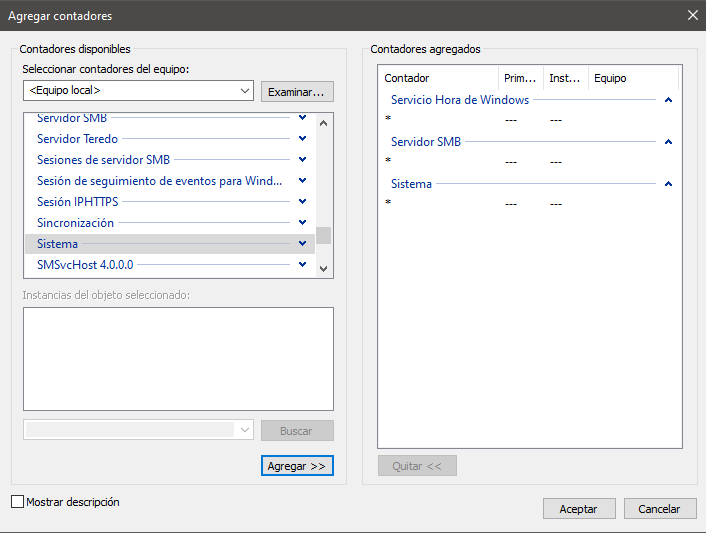 Agregar contadores
Contadores disponibles
Seleccionar contadores del equipo:
<Equipo local>
Examinar...
Servidor SMB
Servidor Teredo
Sesiones de servidor SMB
Sesión de seguimiento de eventos para Wind...
Sesión IPHTTPS
Sincronización
Sistema
SMSvcHost 4.0.0.0
Instancias del objeto seleccionado:
Buscar
Agregar >>
Mostrar descripción
Contadores agregados
Contador Prim... Inst... Equipo
Servicio Hora de Windows
* --- ---
Servidor SMB
* --- ---
Sistema
* --- ---
Quitar <<
Aceptar Cancelar